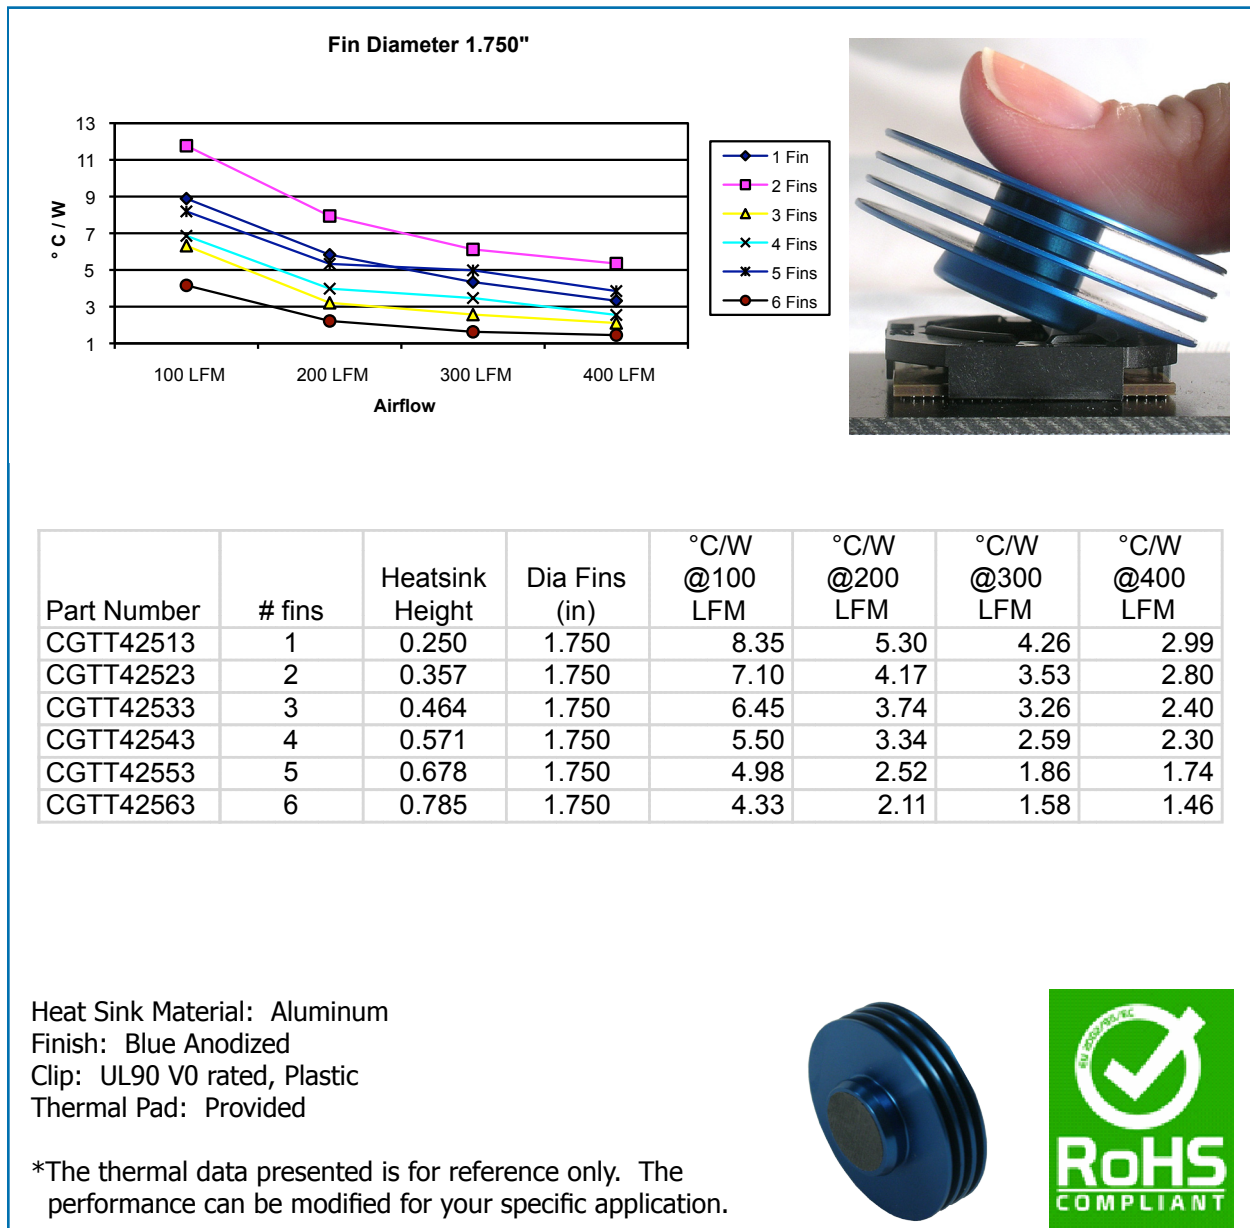 Fin Diameter 1.750"
13
11
9
7
5
3
1
° C / W
100 LFM 200 LFM 300 LFM 400 LFM
Airflow
1 Fin
2 Fins
3 Fins
4 Fins
5 Fins
6 Fins
Part Number # fins Heatsink Height Dia Fins (in) °C/W @100 LFM °C/W @200 LFM °C/W @300 LFM °C/W @400 LFM
CGTT42513 1 0.250 1.750 8.35 5.30 4.26 2.99
CGTT42523 2 0.357 1.750 7.10 4.17 3.53 2.80
CGTT42533 3 0.464 1.750 6.45 3.74 3.26 2.40
CGTT42543 4 0.571 1.750 5.50 3.34 2.59 2.30
CGTT42553 5 0.678 1.750 4.98 2.52 1.86 1.74
CGTT42563 6 0.785 1.750 4.33 2.11 1.58 1.46
Heat Sink Material: Aluminum
Finish: Blue Anodized
Clip: UL90 V0 rated, Plastic
Thermal Pad: Provided
*The thermal data presented is for reference only. The
performance can be modified for your specific application.
EU 2002/95/EC
RoHS
COMPLIANT